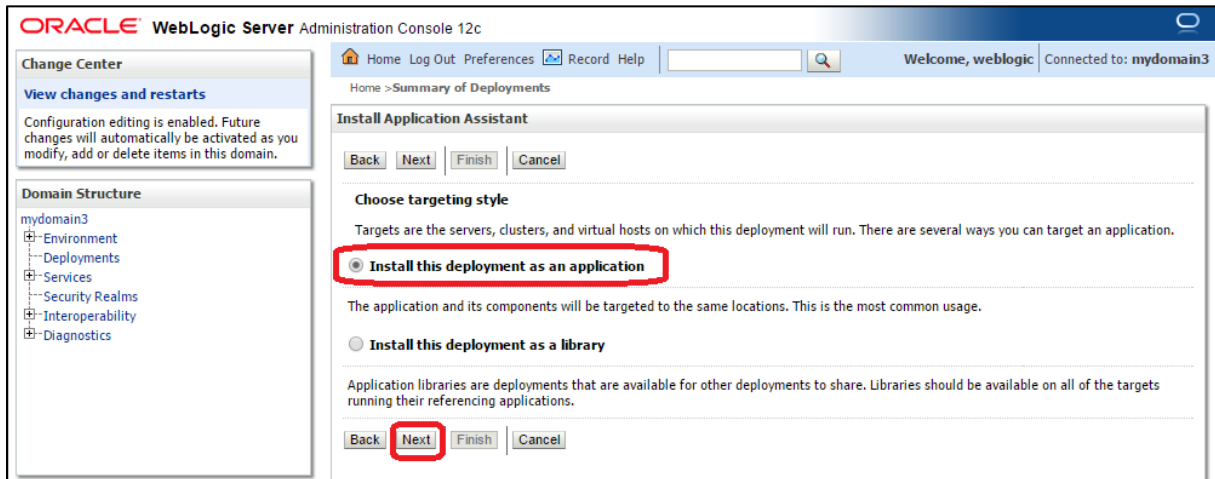 ORACLE WebLogic Server Administration Console 12c
Change Center
View changes and restarts
Configuration editing is enabled. Future
changes will automatically be activated as you
modify, add or delete items in this domain.
Domain Structure
mydomain3
Environment
Deployments
Services
Security Realms
Interoperability
Diagnostics
Home Log Out Preferences Record Help
Welcome, weblogic Connected to: mydomain3
Home >Summary of Deployments
Install Application Assistant
Back Next Finish Cancel
Choose targeting style
Targets are the servers, clusters, and virtual hosts on which this deployment will run. There are several ways you can target an application.
Install this deployment as an application
The application and its components will be targeted to the same locations. This is the most common usage.
Install this deployment as a library
Application libraries are deployments that are available for other deployments to share. Libraries should be available on all of the targets
running their referencing applications.
Back Next Finish Cancel